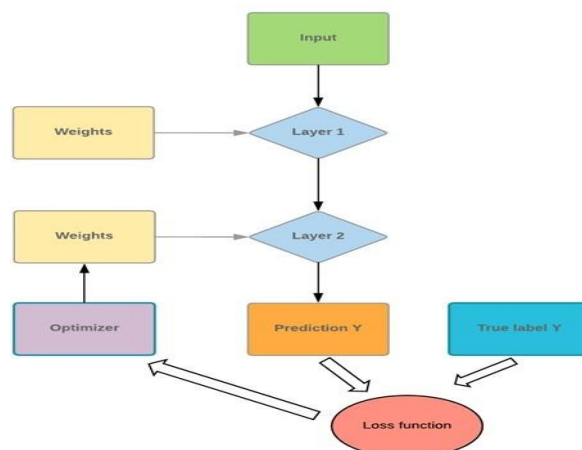 Input
Weights
Layer 1
Weights
Layer 2
Optimizer
Prediction Y
True label Y
Loss function